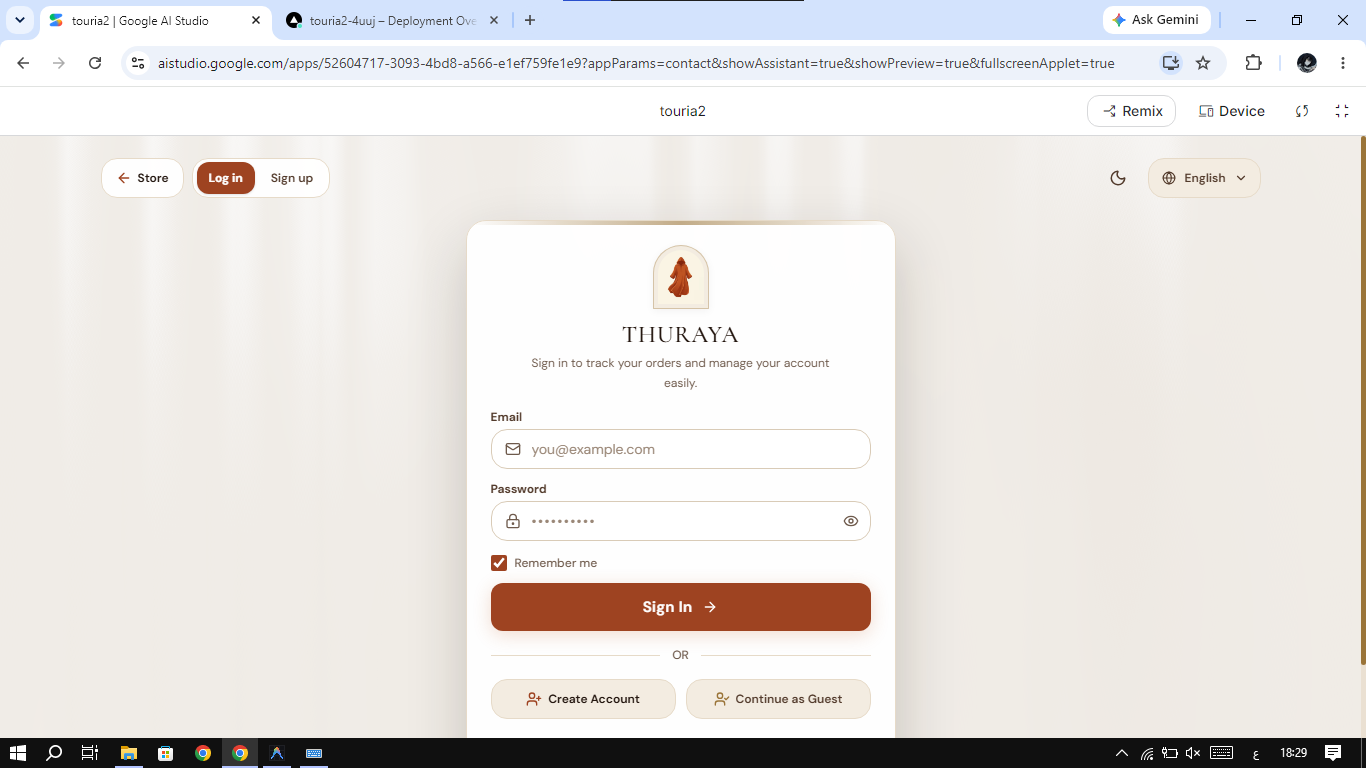 touria2 | Google AI Studio
touria2-4uuj – Deployment Ove
Ask Gemini
aistudio.google.com/apps/52604717-3093-4bd8-a566-e1ef759fe1e9?appParams=contact&showAssistant=true&showPreview=true&fullscreenApplet=true
touria2
Remix
Device
Store
Log in
Sign up
English
THURAYA
Sign in to track your orders and manage your account
easily.
Email
you@example.com
Password
Remember me
Sign In
OR
Create Account
Continue as Guest
ع
18:29